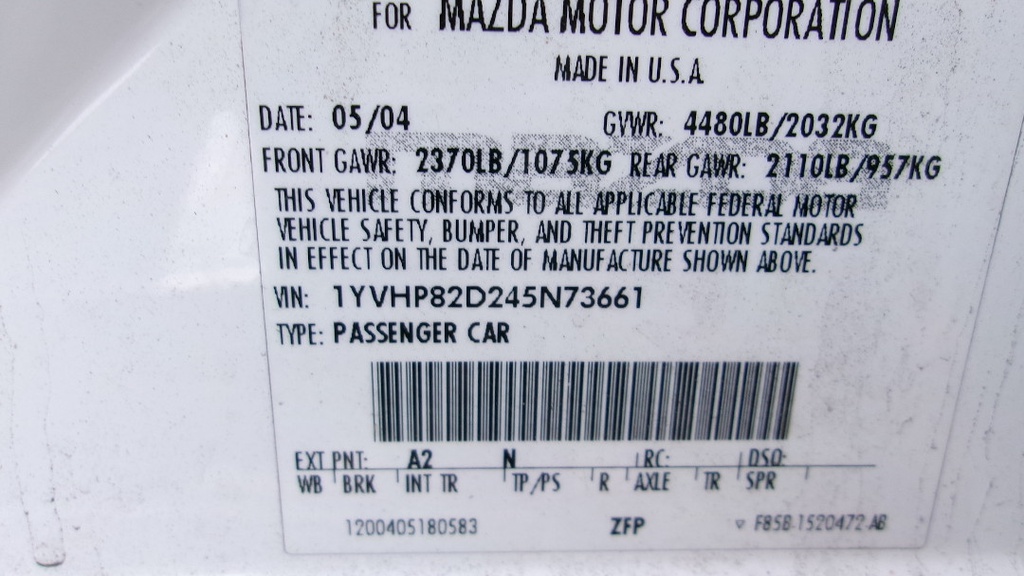 FOR MAZDA MOTOR CORPORATION
MADE IN U.S.A
DATE: 05/04 GVWR: 4480LB/2032KG
FRONT GAWR: 2370LB/1075KG REAR GAWR: 2110LB/957KG
THIS VEHICLE CONFORMS TO ALL APPLICABLE FEDERAL MOTOR
VEHICLE SAFETY, BUMPER, AND THEFT PREVENTION STANDARDS
IN EFFECT ON THE DATE OF MANUFACTURE SHOWN ABOVE.
VIN: 1YVHP82D245N73661
TYPE: PASSENGER CAR
EXT PNT: A2 N RC: DSO:
WB BRK INT TR TP/PS R AXLE TR SPR
1200405180583 ZFP F85B-1520472-AB